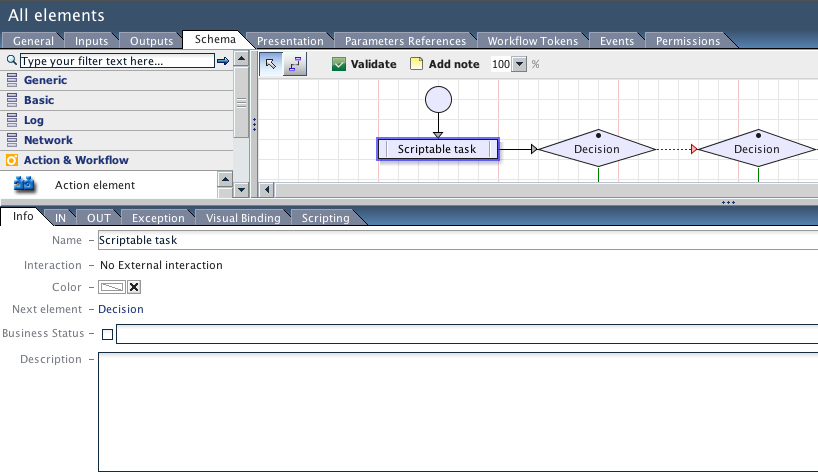 All elements
General Inputs Outputs Schema Presentation Parameters References Workflow Tokens Events Permissions
Type your filter text here...
Validate Add note 100 %
Generic
Basic
Log
Network
Action & Workflow
Action element
Scriptable task
Decision
Decision
Info IN OUT Exception Visual Binding Scripting
Name Scriptable task
Interaction No External interaction
Color
Next element Decision
Business Status
Description